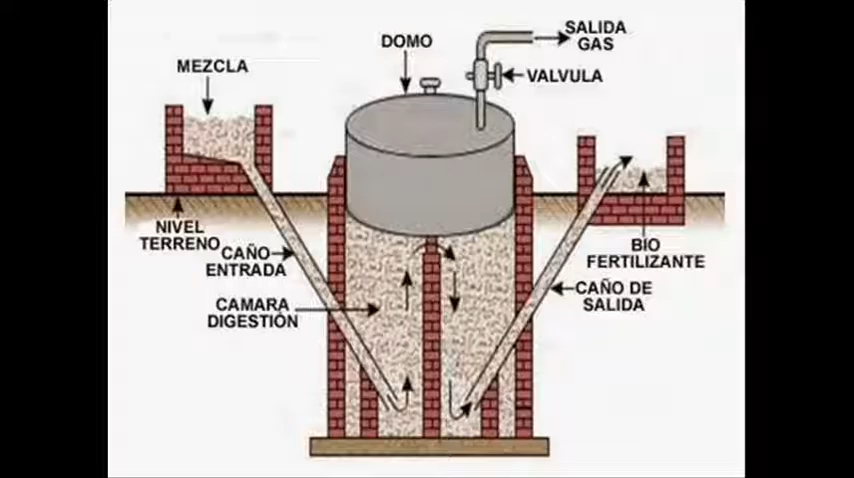 SALIDA
GAS
DOMO
VALVULA
MEZCLA
NIVEL
TERRENO
CAÑO
ENTRADA
BIO
FERTILIZANTE
CAÑO DE
SALIDA
CAMARA
DIGESTIÓN